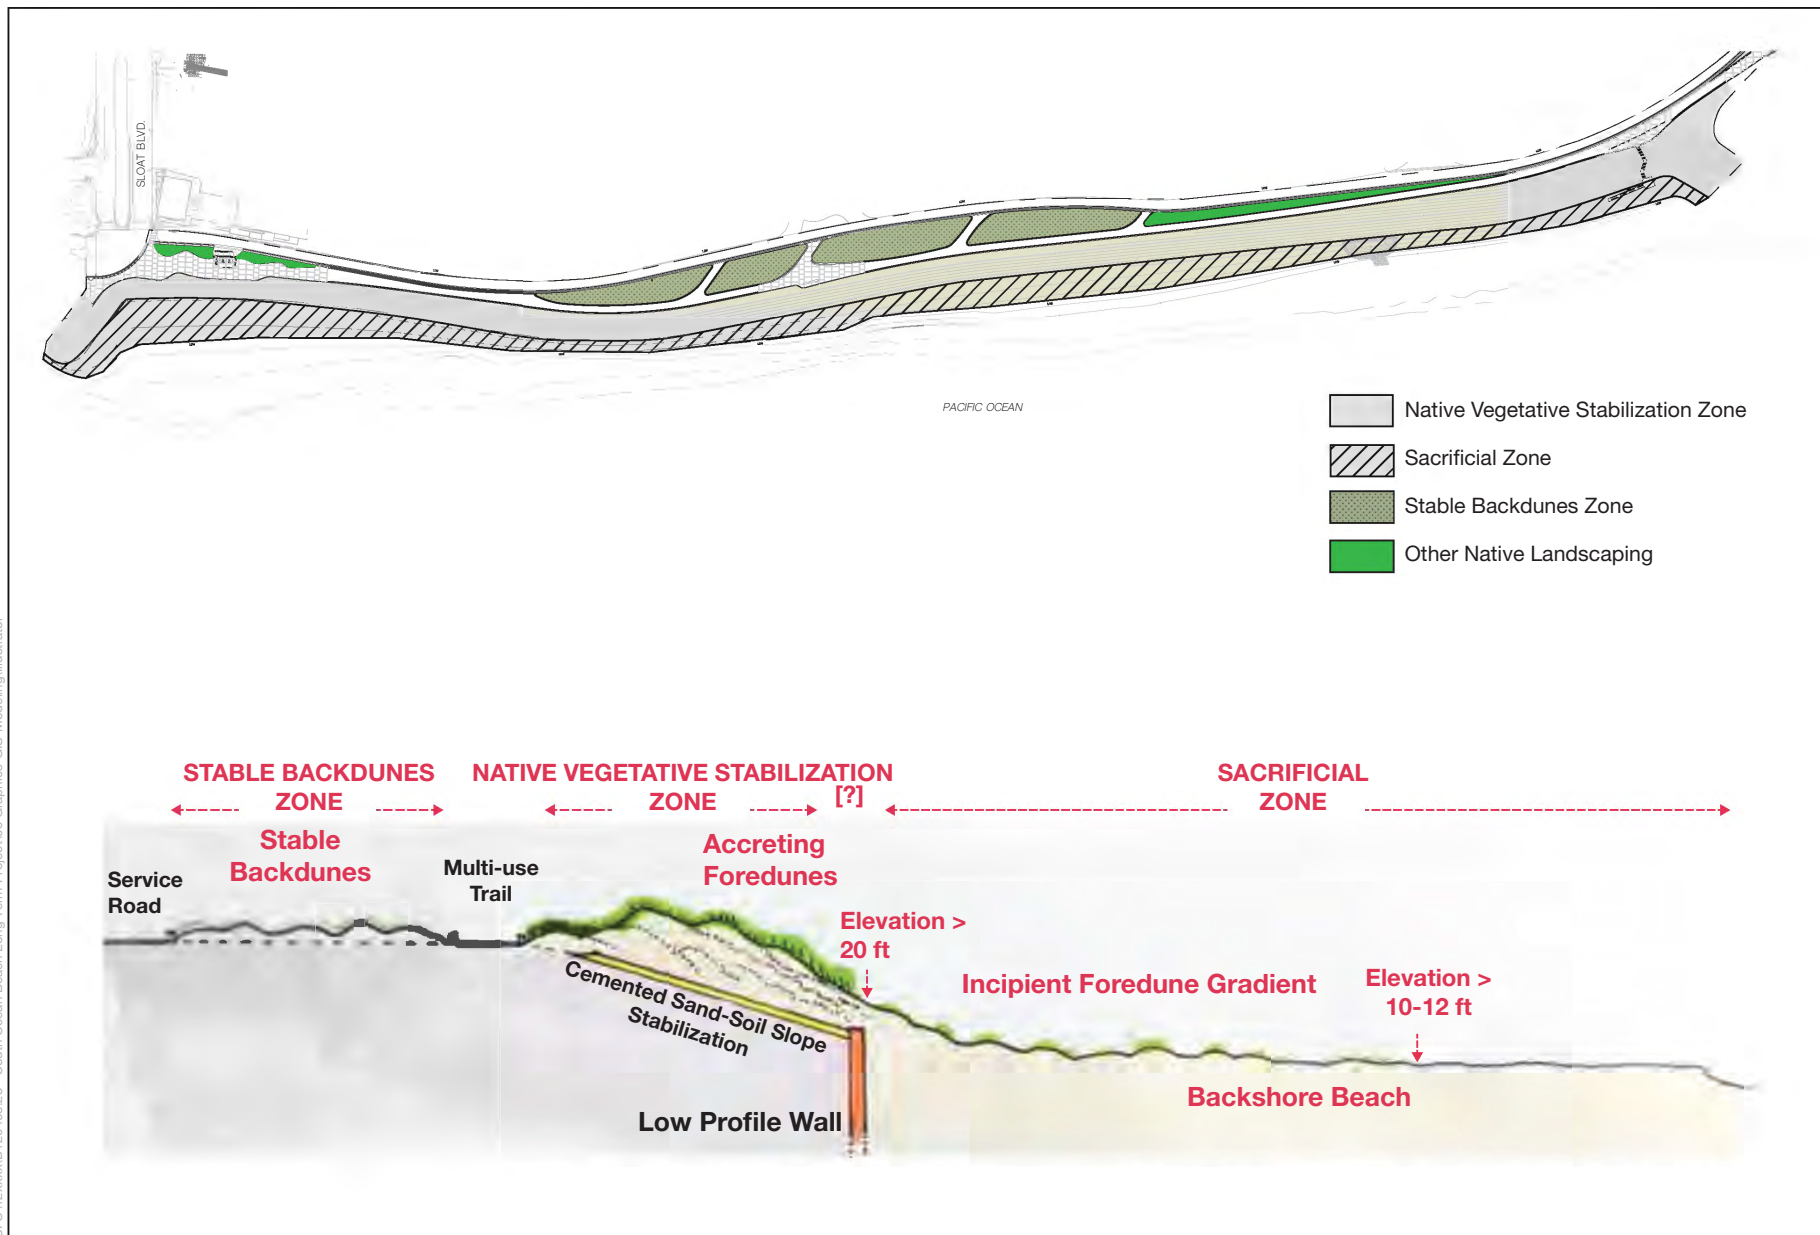 SLOAT BLVD.
PACIFIC OCEAN
Native Vegetative Stabilization Zone
Sacrificial Zone
Stable Backdunes Zone
Other Native Landscaping
STABLE BACKDUNES
ZONE
NATIVE VEGETATIVE STABILIZATION
ZONE
[?]
SACRIFICIAL
ZONE
Stable
Backdunes
Accreting
Foredunes
Service
Road
Multi-use
Trail
Elevation >
20 ft
Incipient Foredune Gradient
Elevation >
10-12 ft
Cemented Sand-Soil Slope
Stabilization
Backshore Beach
Low Profile Wall